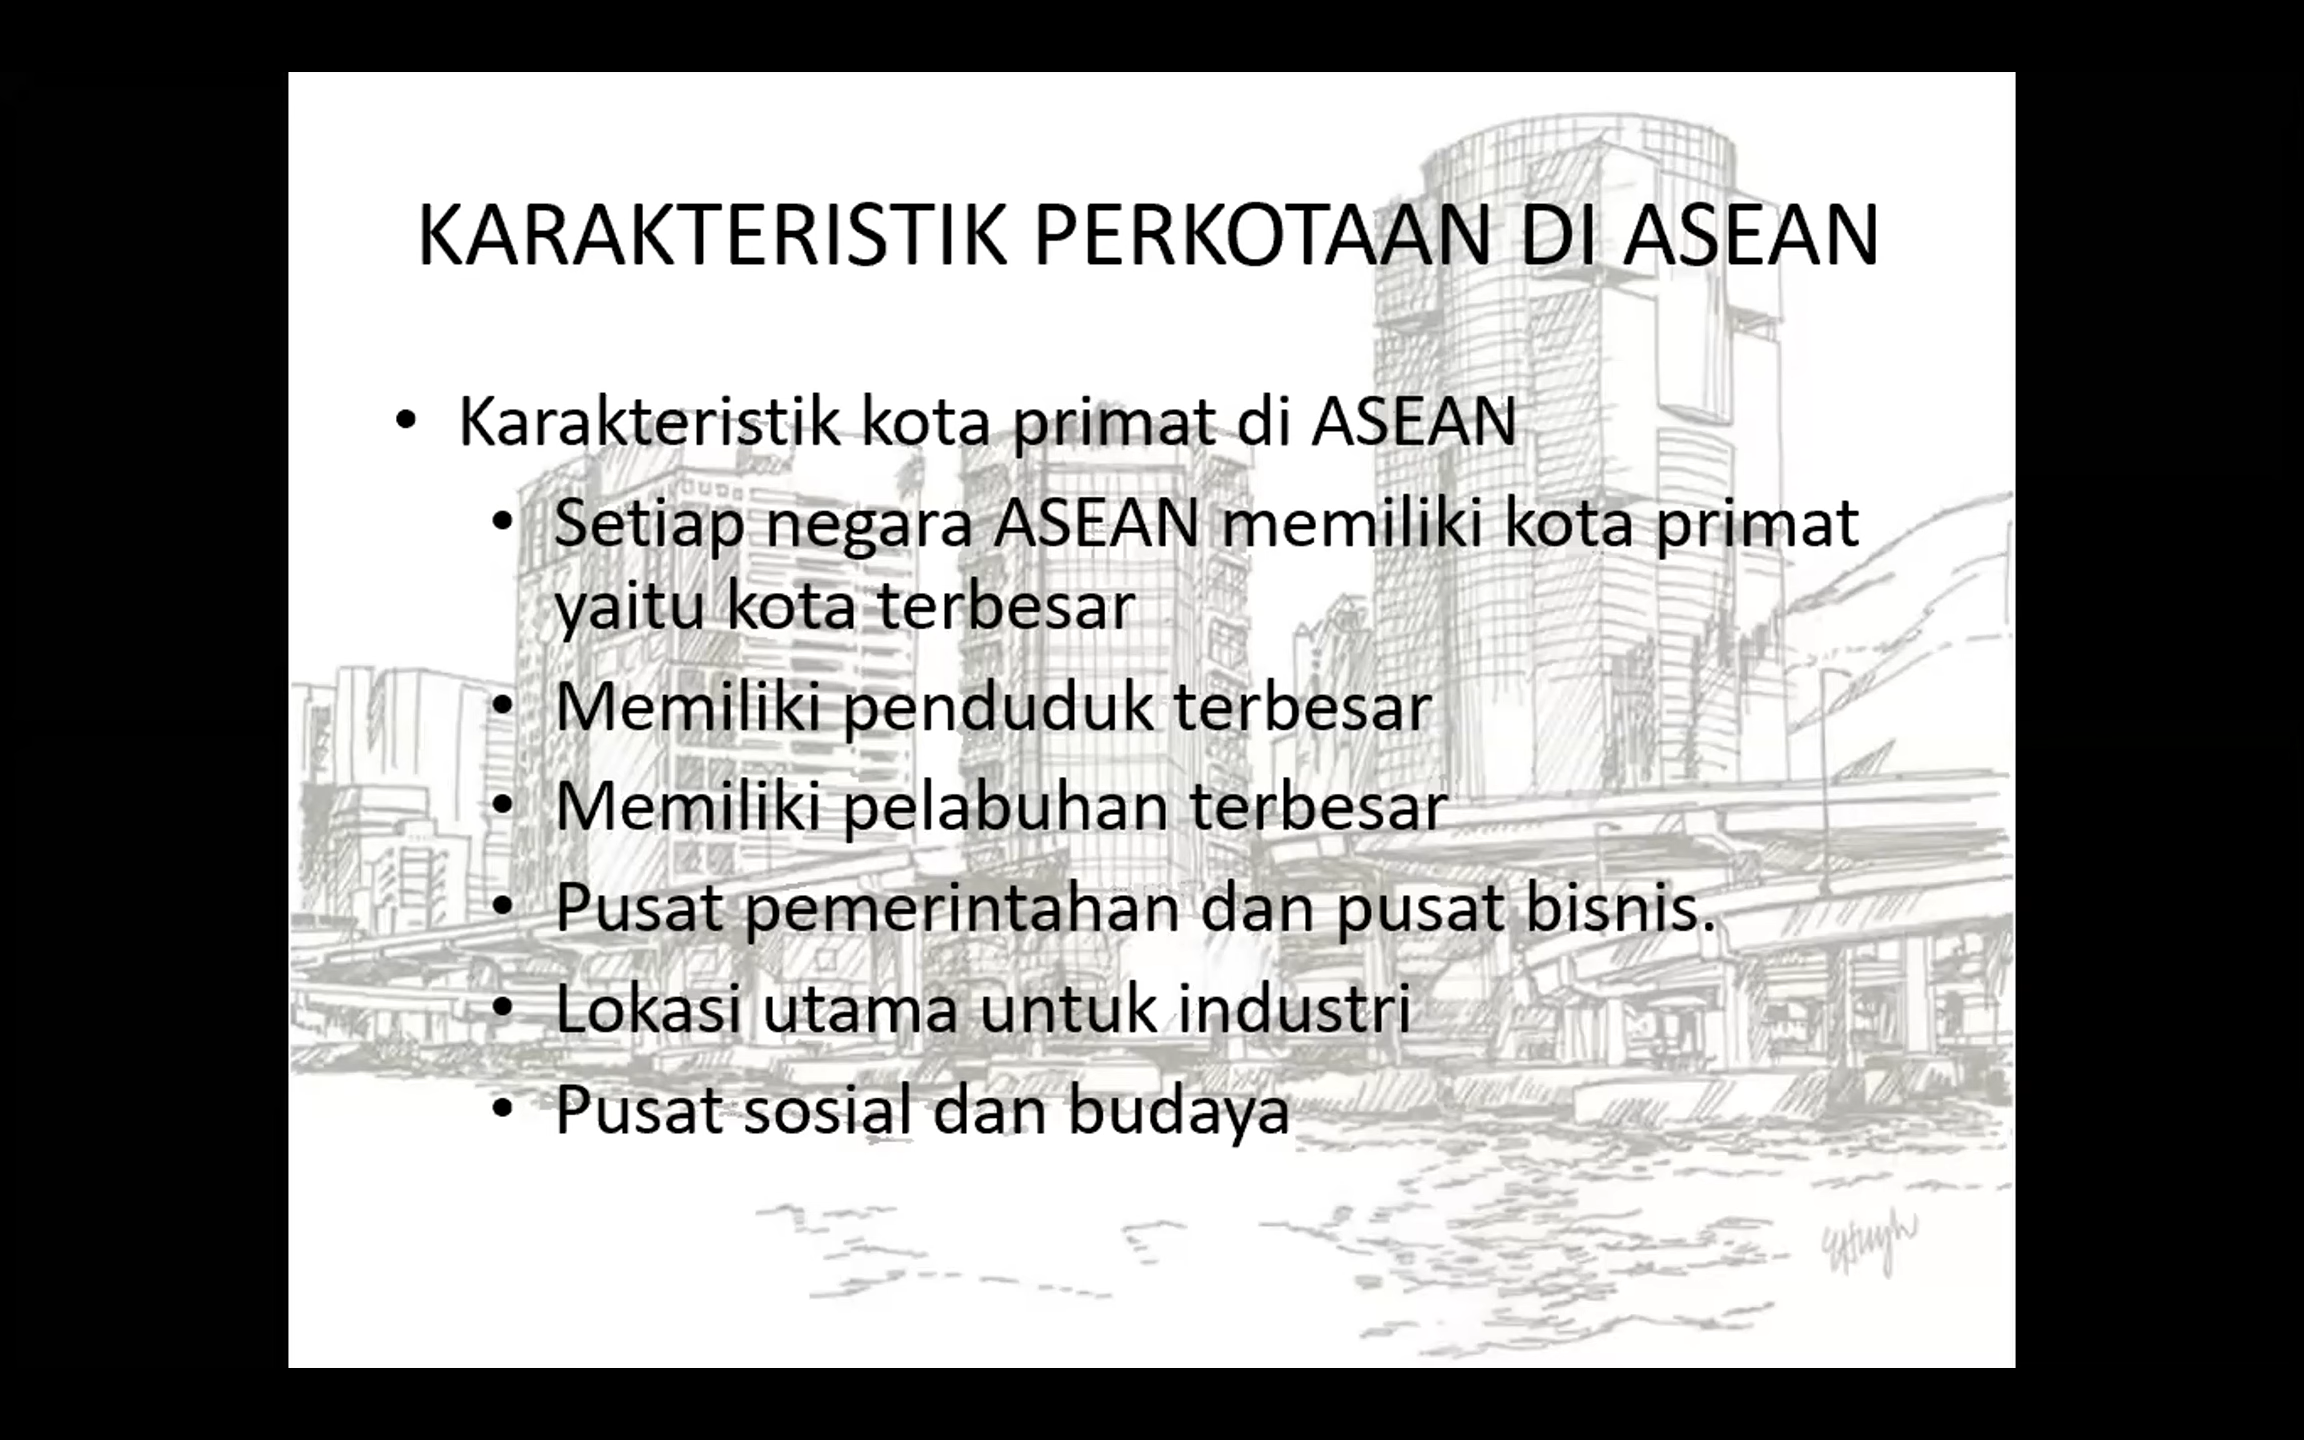 KARAKTERISTIK PERKOTAAN DI ASEAN
• Karakteristik kota primat di ASEAN
• Setiap negara ASEAN memiliki kota primat
yaitu kota terbesar
• Memiliki penduduk terbesar
• Memiliki pelabuhan terbesar
• Pusat pemerintahan dan pusat bisnis.
• Lokasi utama untuk industri
• Pusat sosial dan budaya